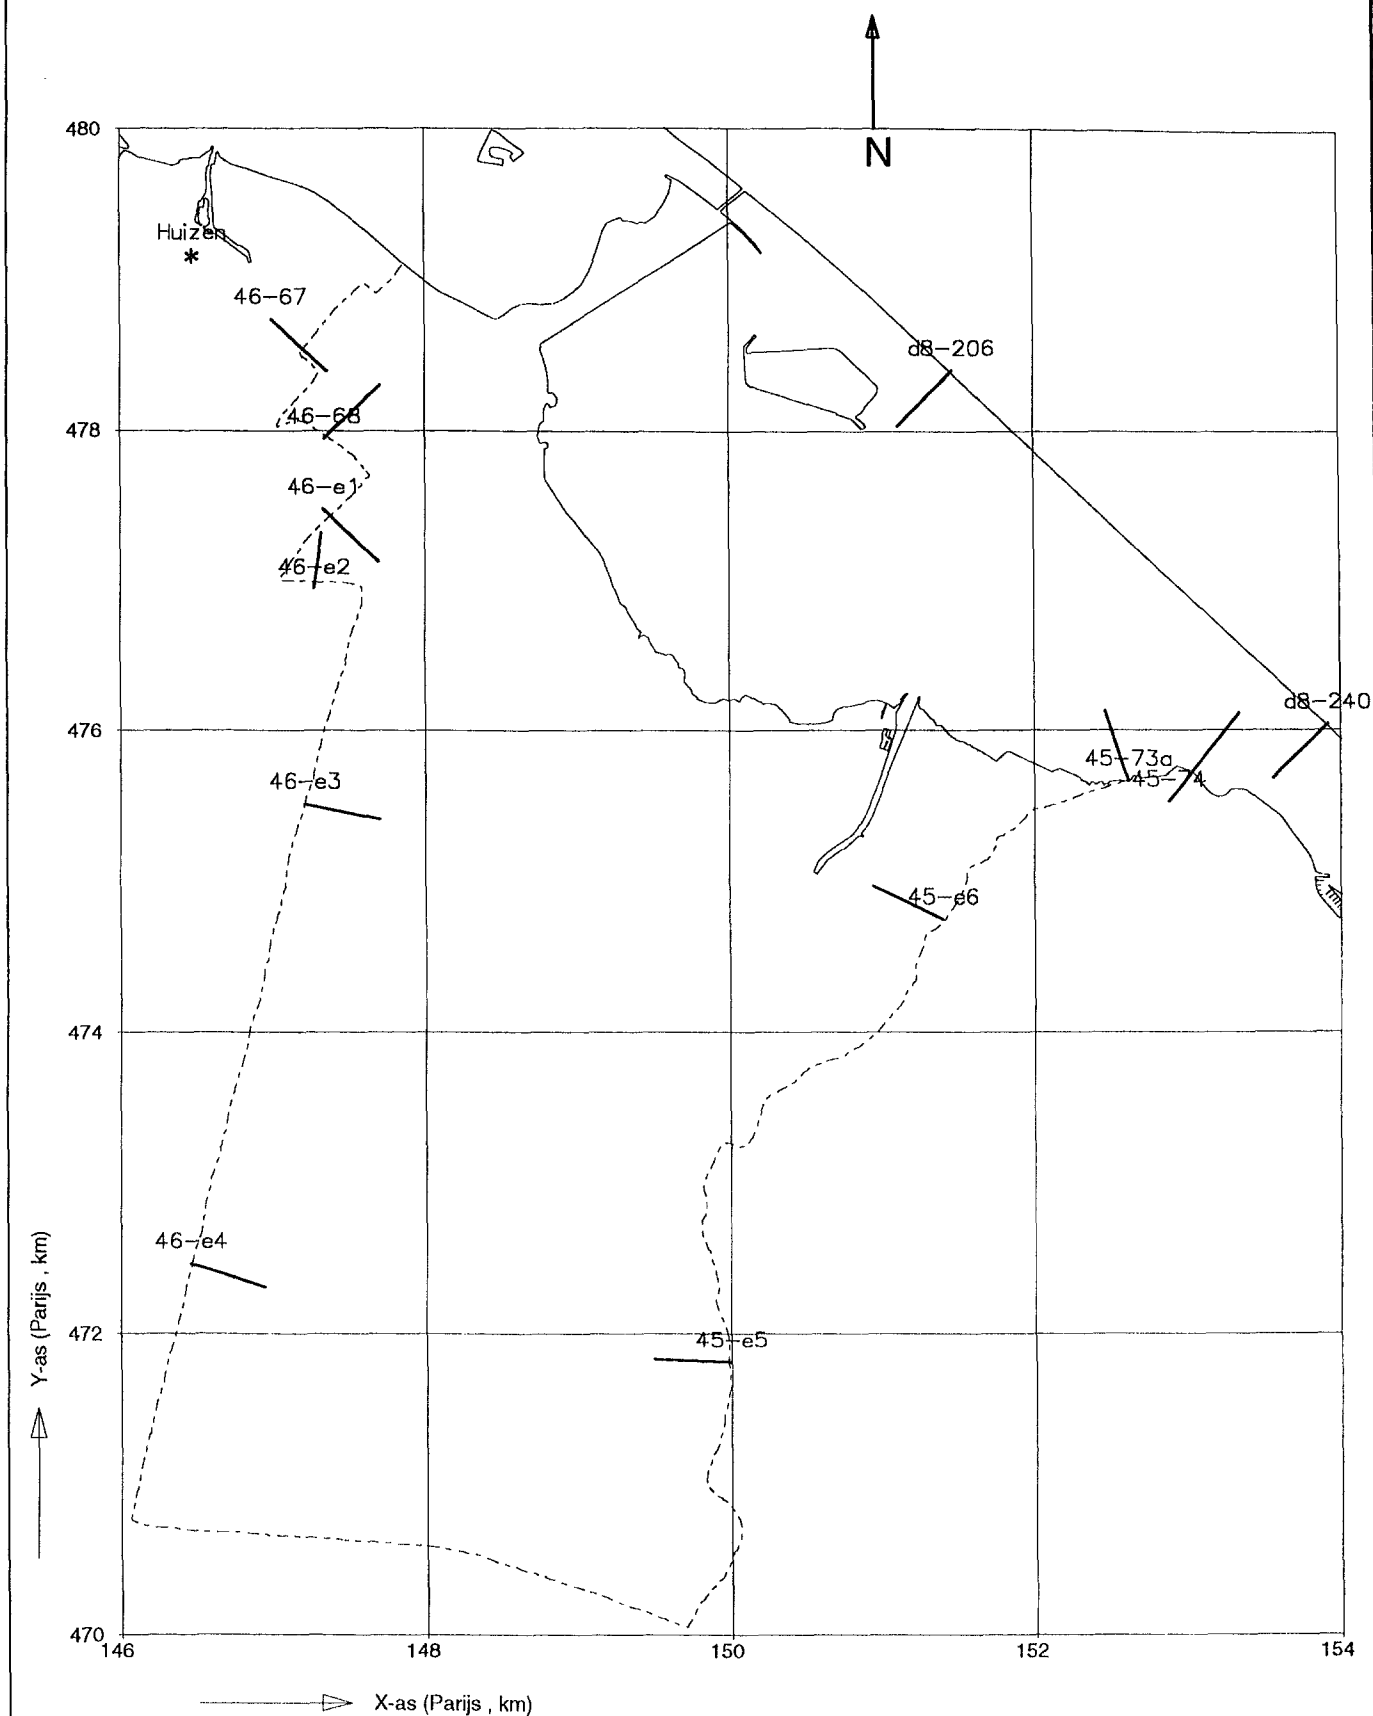 N
480
Huizen
*
46-67
d8-206
46-68
478
46-e1
46-e2
d8-240
476
45-73a
45-74
46-e3
45-e6
474
46-e4
472
45-e5
470
146
148
150
152
154
Y-as (Parijs , km)
X-as (Parijs , km)